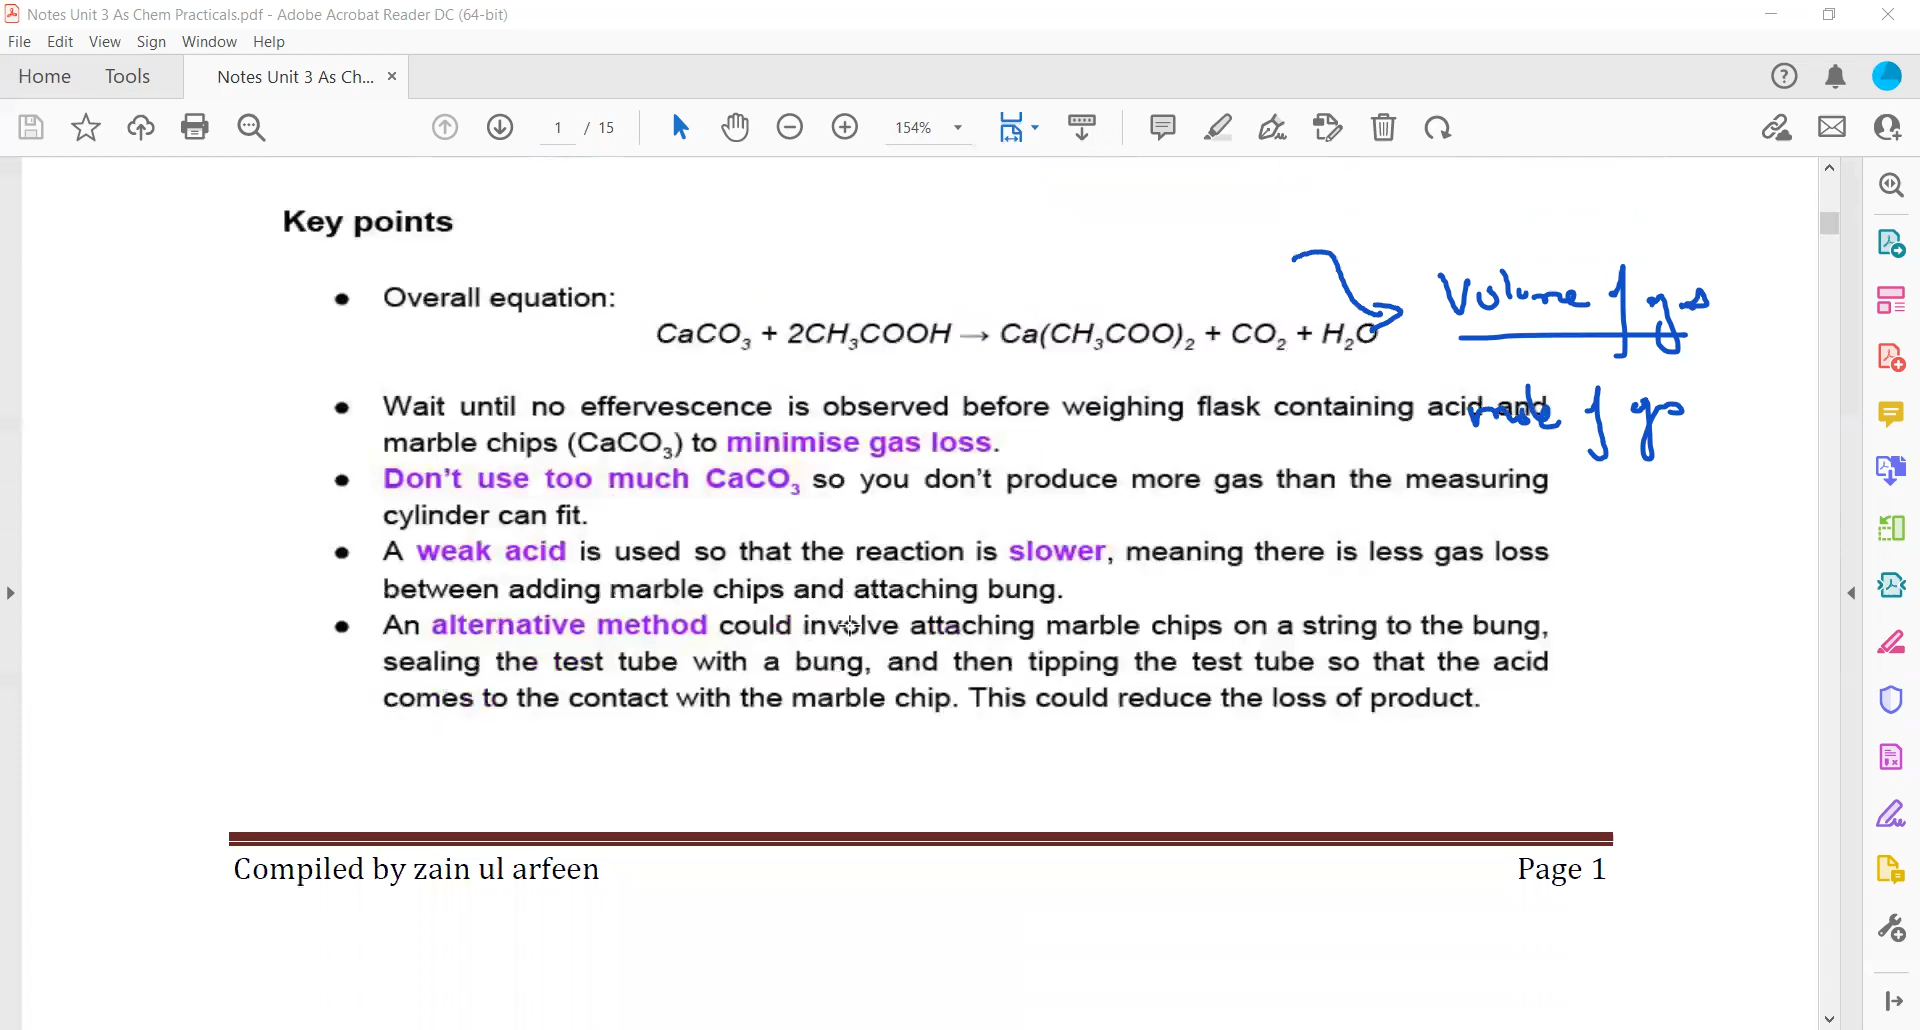 Notes Unit 3 As Chem Practicals.pdf - Adobe Acrobat Reader DC (64-bit)
File Edit View Sign Window Help
Home Tools Notes Unit 3 As Ch... ×
1 / 15 154%
Key points
• Overall equation:
CaCO₃ + 2CH₃COOH → Ca(CH₃COO)₂ + CO₂ + H₂O
Volume of gas
• Wait until no effervescence is observed before weighing flask containing acid and
mole of gas
marble chips (CaCO₃) to minimise gas loss.
• Don't use too much CaCO₃ so you don't produce more gas than the measuring
cylinder can fit.
• A weak acid is used so that the reaction is slower, meaning there is less gas loss
between adding marble chips and attaching bung.
• An alternative method could involve attaching marble chips on a string to the bung,
sealing the test tube with a bung, and then tipping the test tube so that the acid
comes to the contact with the marble chip. This could reduce the loss of product.
Compiled by zain ul arfeen Page 1